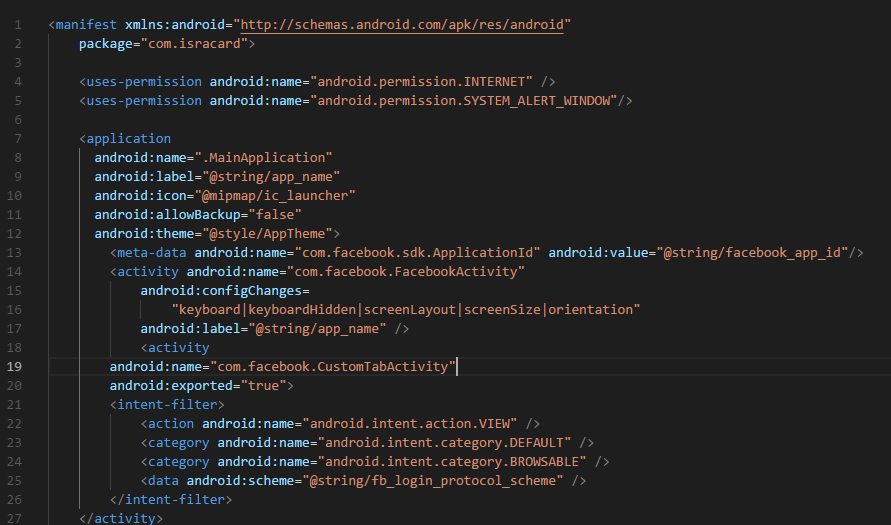 1 <manifest xmlns:android="http://schemas.android.com/apk/res/android"
2 package="com.isracard">
3
4 <uses-permission android:name="android.permission.INTERNET" />
5 <uses-permission android:name="android.permission.SYSTEM_ALERT_WINDOW"/>
6
7 <application
8 android:name=".MainApplication"
9 android:label="@string/app_name"
10 android:icon="@mipmap/ic_launcher"
11 android:allowBackup="false"
12 android:theme="@style/AppTheme">
13 <meta-data android:name="com.facebook.sdk.ApplicationId" android:value="@string/facebook_app_id"/>
14 <activity android:name="com.facebook.FacebookActivity"
15 android:configChanges=
16 "keyboard|keyboardHidden|screenLayout|screenSize|orientation"
17 android:label="@string/app_name" />
18 <activity
19 android:name="com.facebook.CustomTabActivity"
20 android:exported="true">
21 <intent-filter>
22 <action android:name="android.intent.action.VIEW" />
23 <category android:name="android.intent.category.DEFAULT" />
24 <category android:name="android.intent.category.BROWSABLE" />
25 <data android:scheme="@string/fb_login_protocol_scheme" />
26 </intent-filter>
27 </activity>